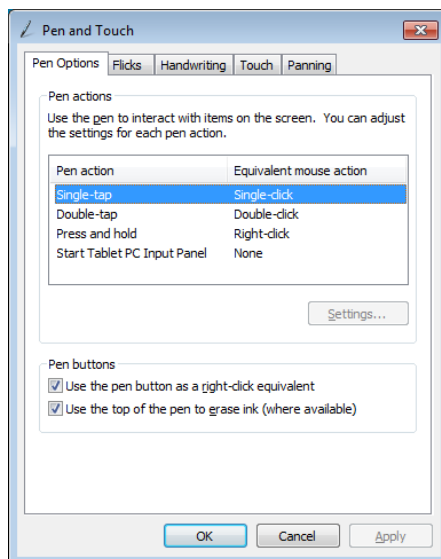 Pen and Touch
Pen Options Flicks Handwriting Touch Panning
Pen actions
Use the pen to interact with items on the screen.  You can adjust
the settings for each pen action.
Pen action Equivalent mouse action
Single-tap Single-click
Double-tap Double-click
Press and hold Right-click
Start Tablet PC Input Panel None
Settings...
Pen buttons
Use the pen button as a right-click equivalent
Use the top of the pen to erase ink (where available)
OK Cancel Apply